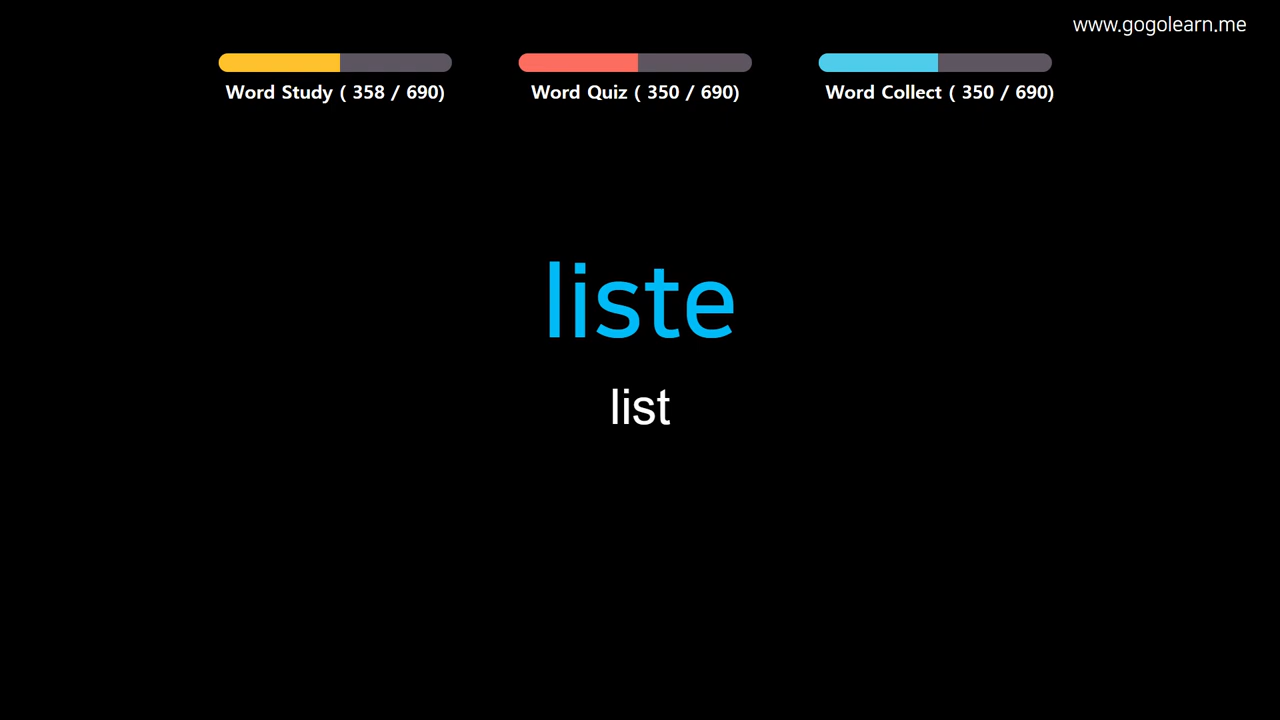 www.gogolearn.me
Word Study ( 358 / 690)
Word Quiz ( 350 / 690)
Word Collect ( 350 / 690)
liste
list